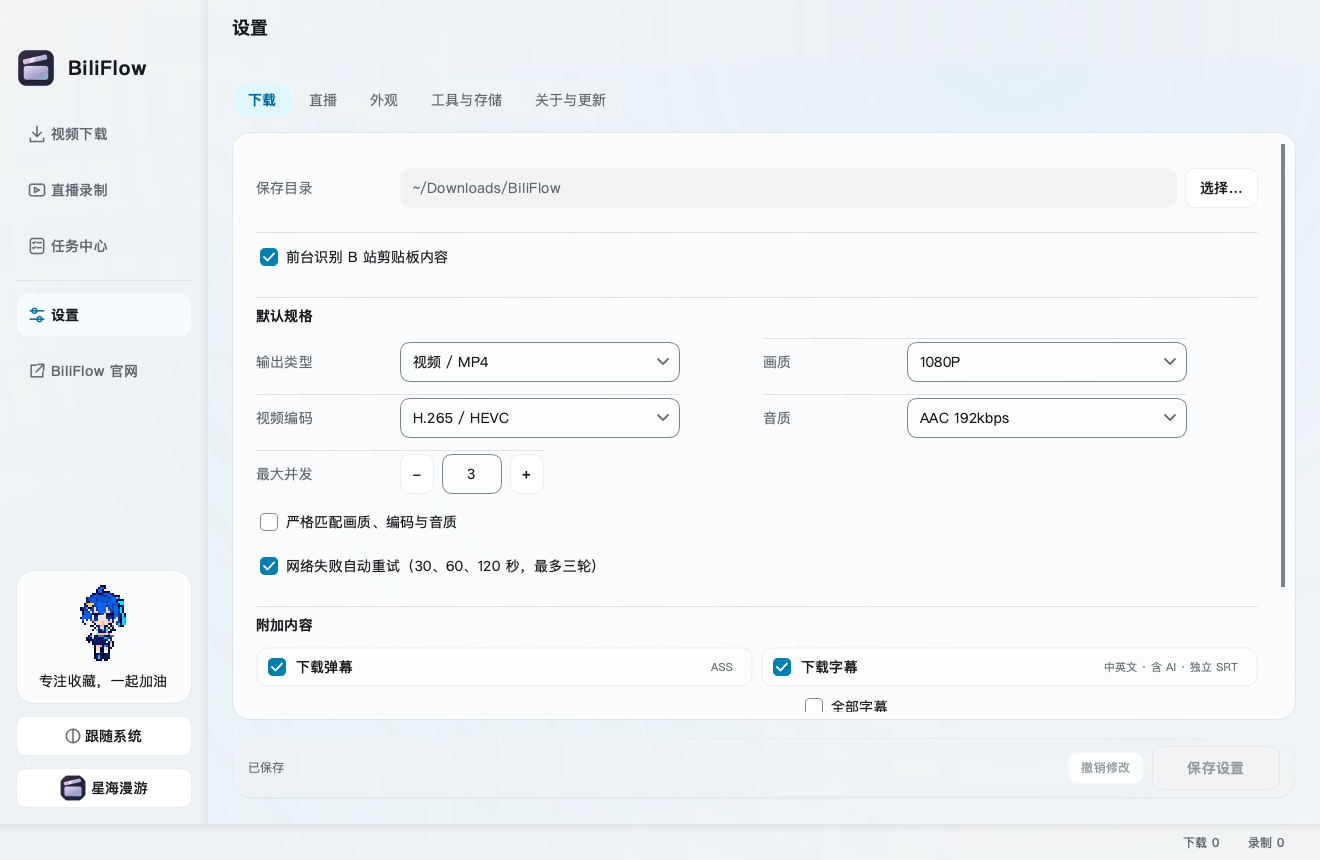 设置
BiliFlow
下载 直播 外观 工具与存储 关于与更新
视频下载
直播录制
任务中心
设置
BiliFlow 官网
保存目录 ~/Downloads/BiliFlow 选择...
前台识别 B 站剪贴板内容
默认规格
输出类型 视频 / MP4 画质 1080P
视频编码 H.265 / HEVC 音质 AAC 192kbps
最大并发 − 3 +
严格匹配画质、编码与音质
网络失败自动重试（30、60、120 秒，最多三轮）
附加内容
下载弹幕 ASS 下载字幕 中英文 · 含 AI · 独立 SRT
全部字幕
专注收藏，一起加油
跟随系统
星海漫游
已保存 撤销修改 保存设置
下载 0 录制 0